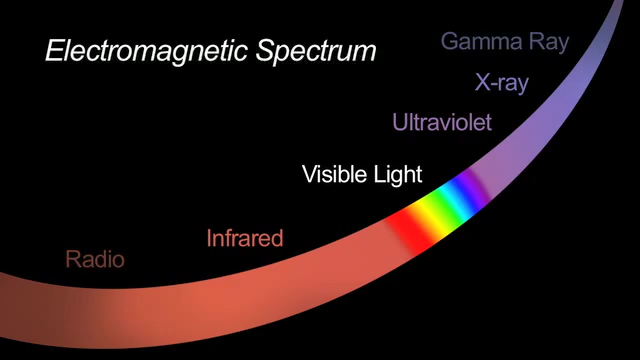 Electromagnetic Spectrum
Gamma Ray
X-ray
Ultraviolet
Visible Light
Infrared
Radio